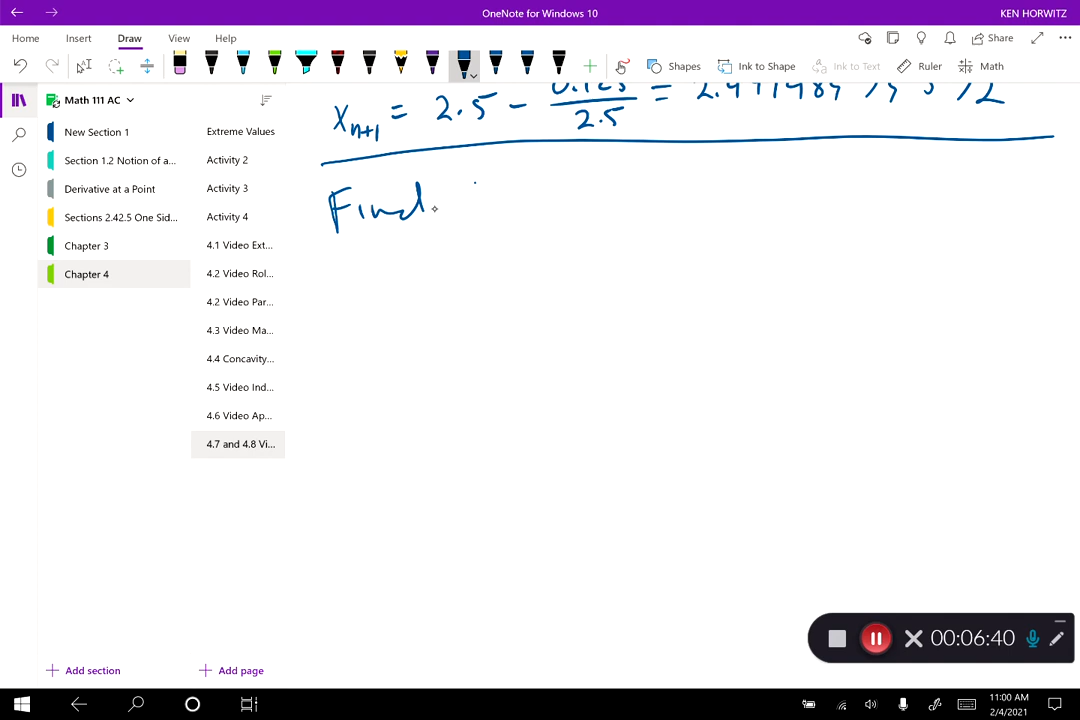 OneNote for Windows 10
KEN HORWITZ
Home Insert Draw View Help
Share
Shapes Ink to Shape Ink to Text Ruler Math
Math 111 AC
New Section 1
Section 1.2 Notion of a...
Derivative at a Point
Sections 2.42.5 One Sid...
Chapter 3
Chapter 4
Extreme Values
Activity 2
Activity 3
Activity 4
4.1 Video Ext...
4.2 Video Rol...
4.2 Video Par...
4.3 Video Ma...
4.4 Concavity...
4.5 Video Ind...
4.6 Video Ap...
4.7 and 4.8 Vi...
xₙ₊₁ = 2.5 - 0.125 / 2.5 =
Find
00:06:40
Add section
Add page
11:00 AM
2/4/2021